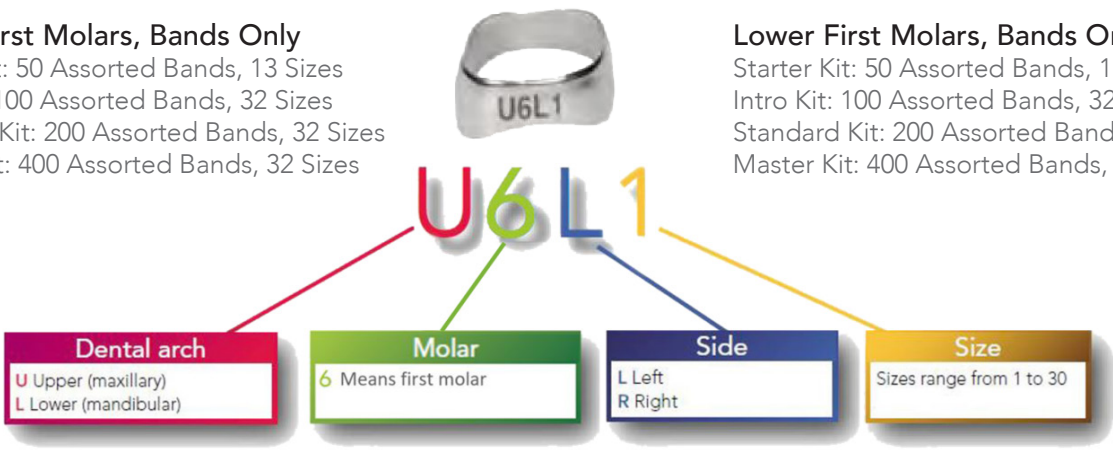 rst Molars, Bands Only
: 50 Assorted Bands, 13 Sizes
100 Assorted Bands, 32 Sizes
Kit: 200 Assorted Bands, 32 Sizes
: 400 Assorted Bands, 32 Sizes
U6L1
Lower First Molars, Bands
Starter Kit: 50 Assorted Bands,
Intro Kit: 100 Assorted Bands, 32
Standard Kit: 200 Assorted Band
Master Kit: 400 Assorted Bands,
U6L1
Dental arch
U Upper (maxillary)
L Lower (mandibular)
Molar
6 Means first molar
Side
L Left
R Right
Size
Sizes range from 1 to 30